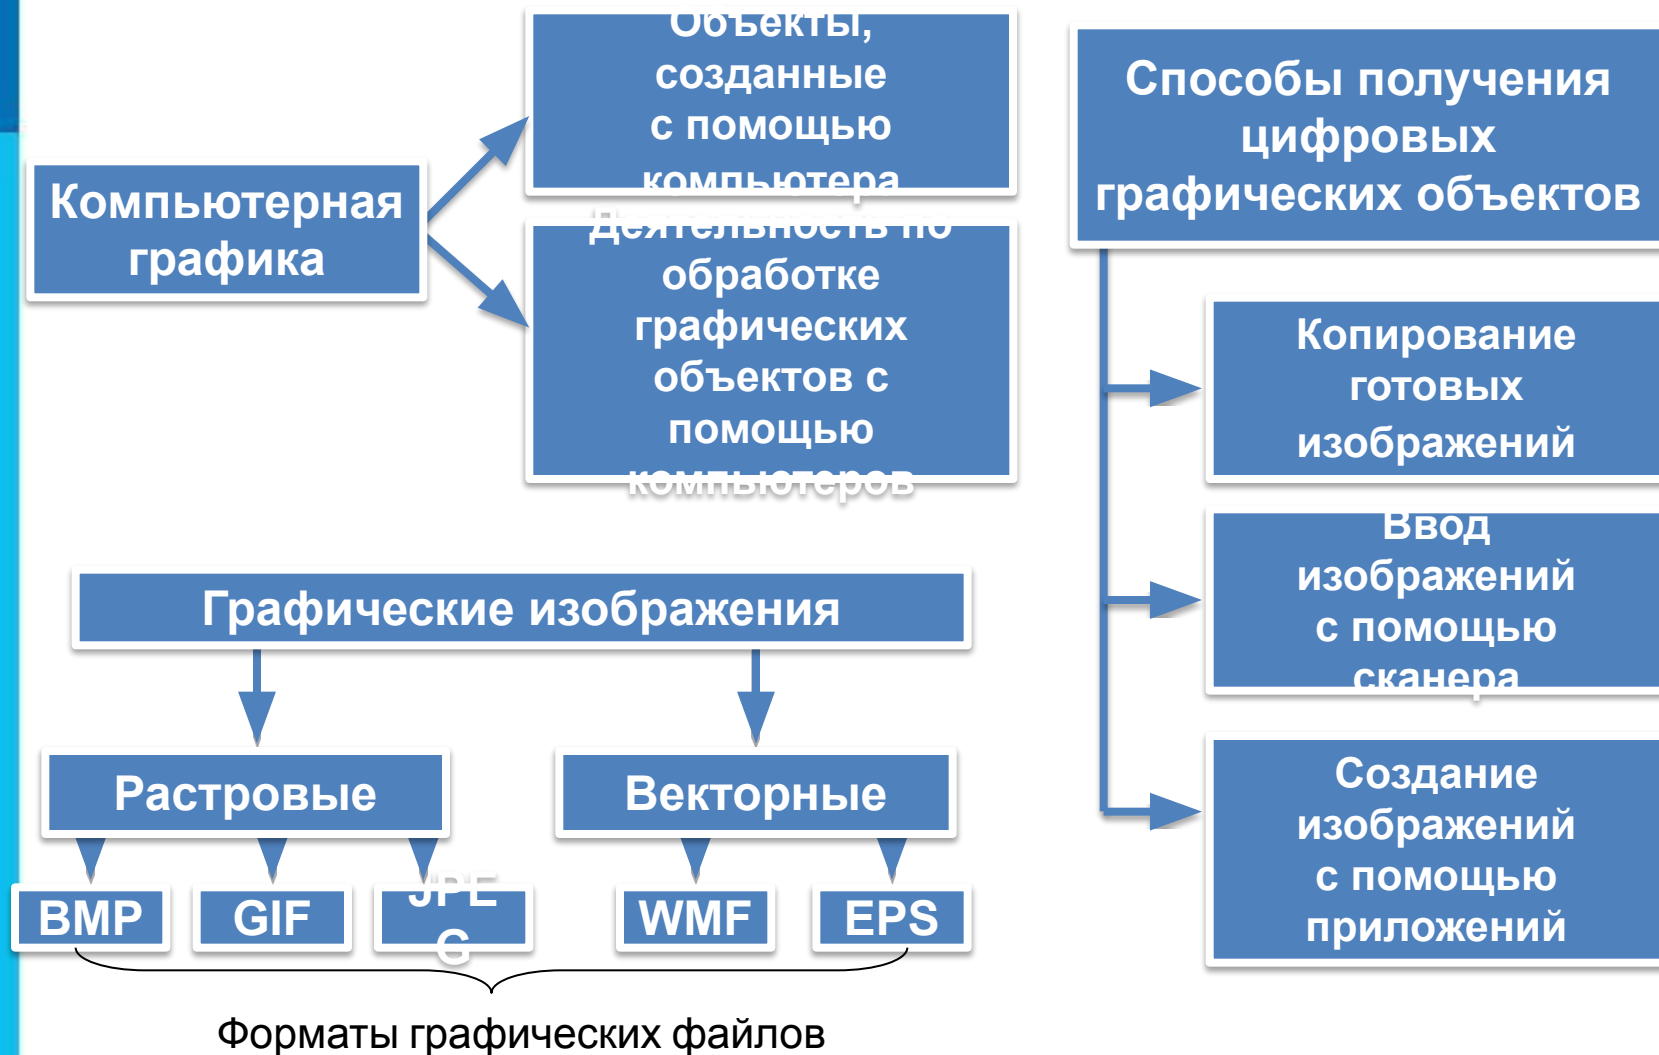 Объекты,
созданные
с помощью
компьютера
Компьютерная
графика
Деятельность по
обработке
графических
объектов с
помощью
компьютеров
Способы получения
цифровых
графических объектов
Копирование
готовых
изображений
Ввод
изображений
с помощью
сканера
Создание
изображений
с помощью
приложений
Графические изображения
Растровые
Векторные
BMP
GIF
JPE
G
WMF
EPS
Форматы графических файлов